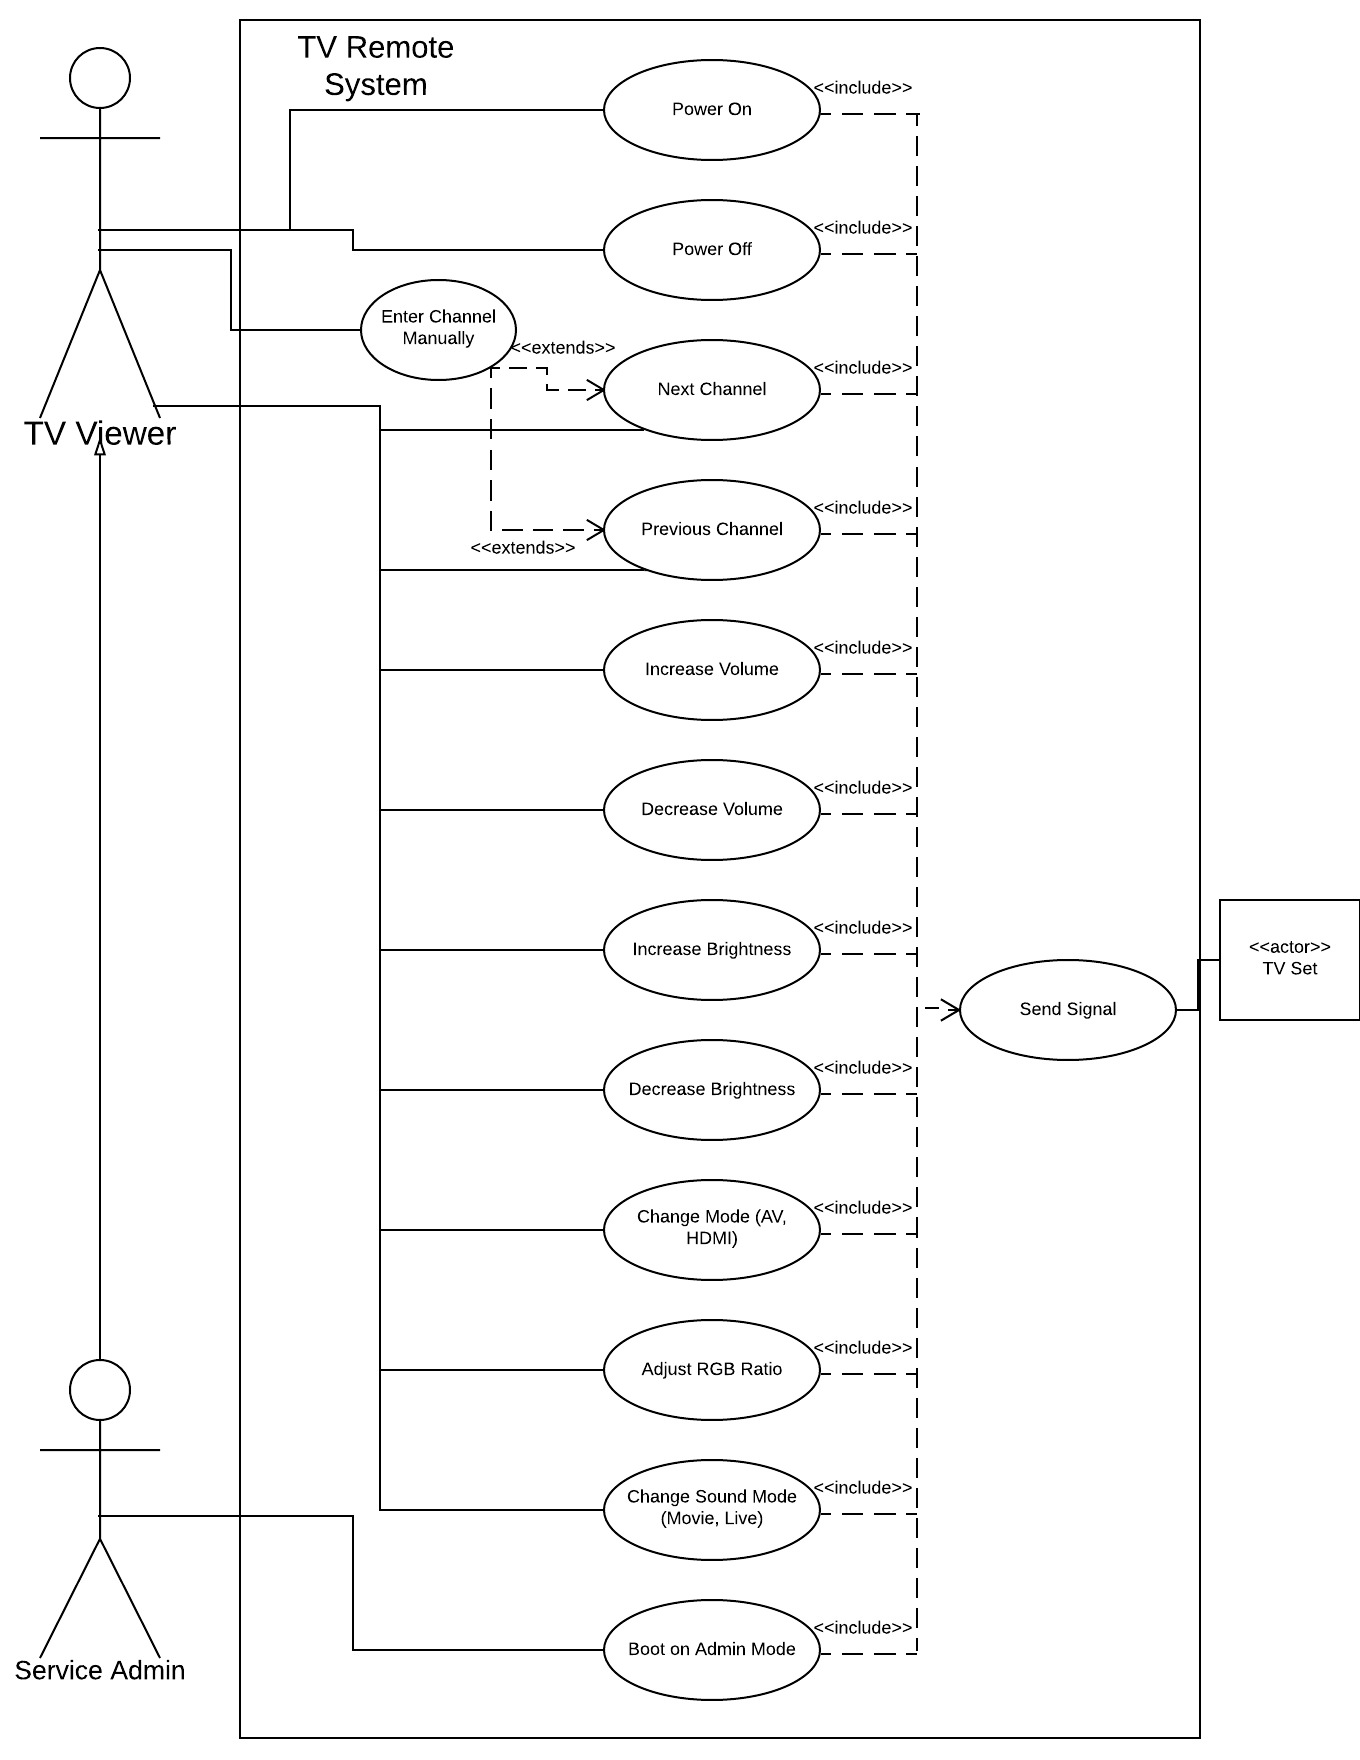 TV Remote
System
Power On
<<include>>
Power Off
<<include>>
Enter Channel
Manually
<<extends>>
Next Channel
<<include>>
TV Viewer
Previous Channel
<<include>>
<<extends>>
Increase Volume
<<include>>
Decrease Volume
<<include>>
Increase Brightness
<<include>>
<<actor>>
TV Set
Send Signal
Decrease Brightness
<<include>>
Change Mode (AV,
HDMI)
<<include>>
Adjust RGB Ratio
<<include>>
Change Sound Mode
(Movie, Live)
<<include>>
Boot on Admin Mode
<<include>>
Service Admin